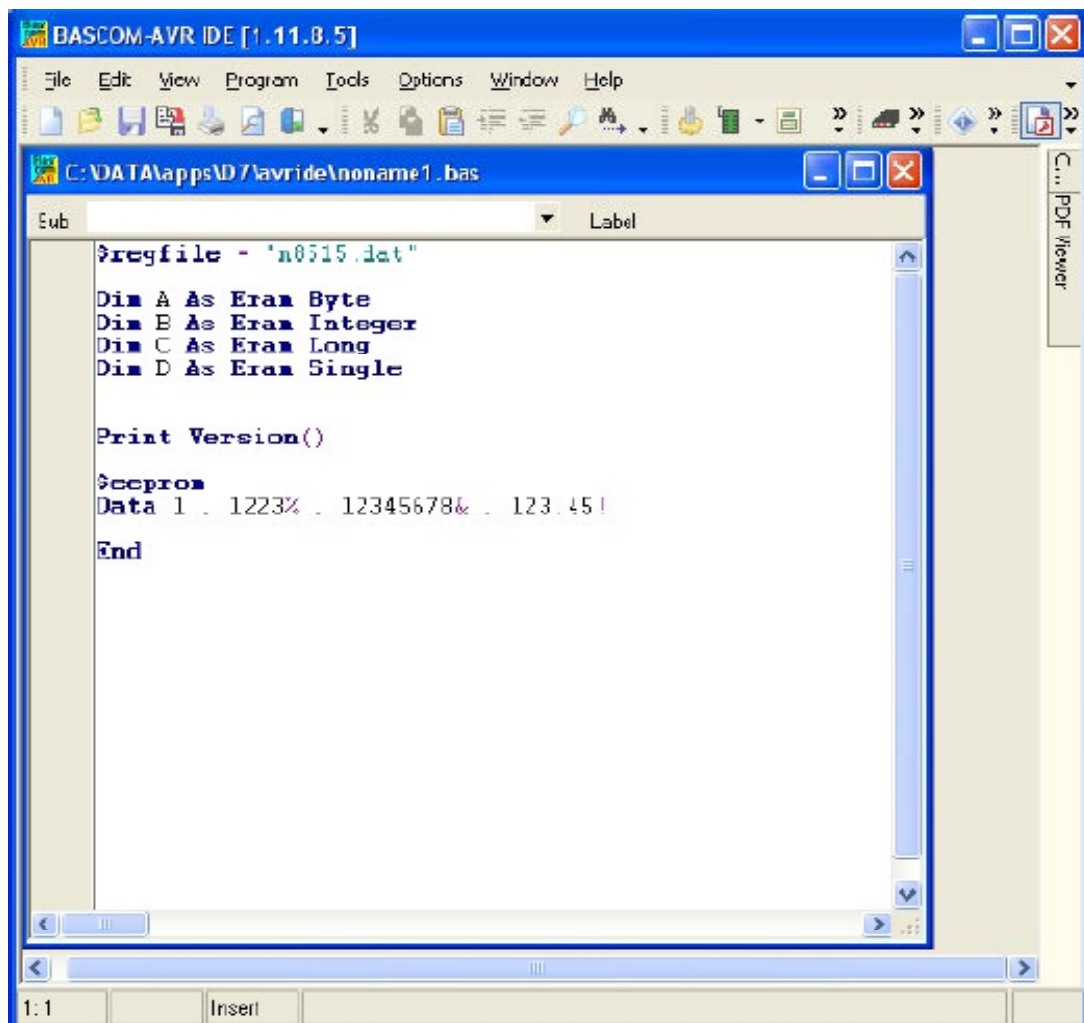 BASCOM-AVR IDE [1.11.8.5]
File Edit View Program Tools Options Window Help
C:\DATA\apps\D7\avride\noname1.bas
Sub Label
$regfile = "m8515.dat"
Dim A As Eram Byte
Dim B As Eram Integer
Dim C As Eram Long
Dim D As Eram Single
Print Version()
$eeprom
Data 1 , 1223% , 12345678& , 123.45!
End
C...
PDF Viewer
1: 1 Insert